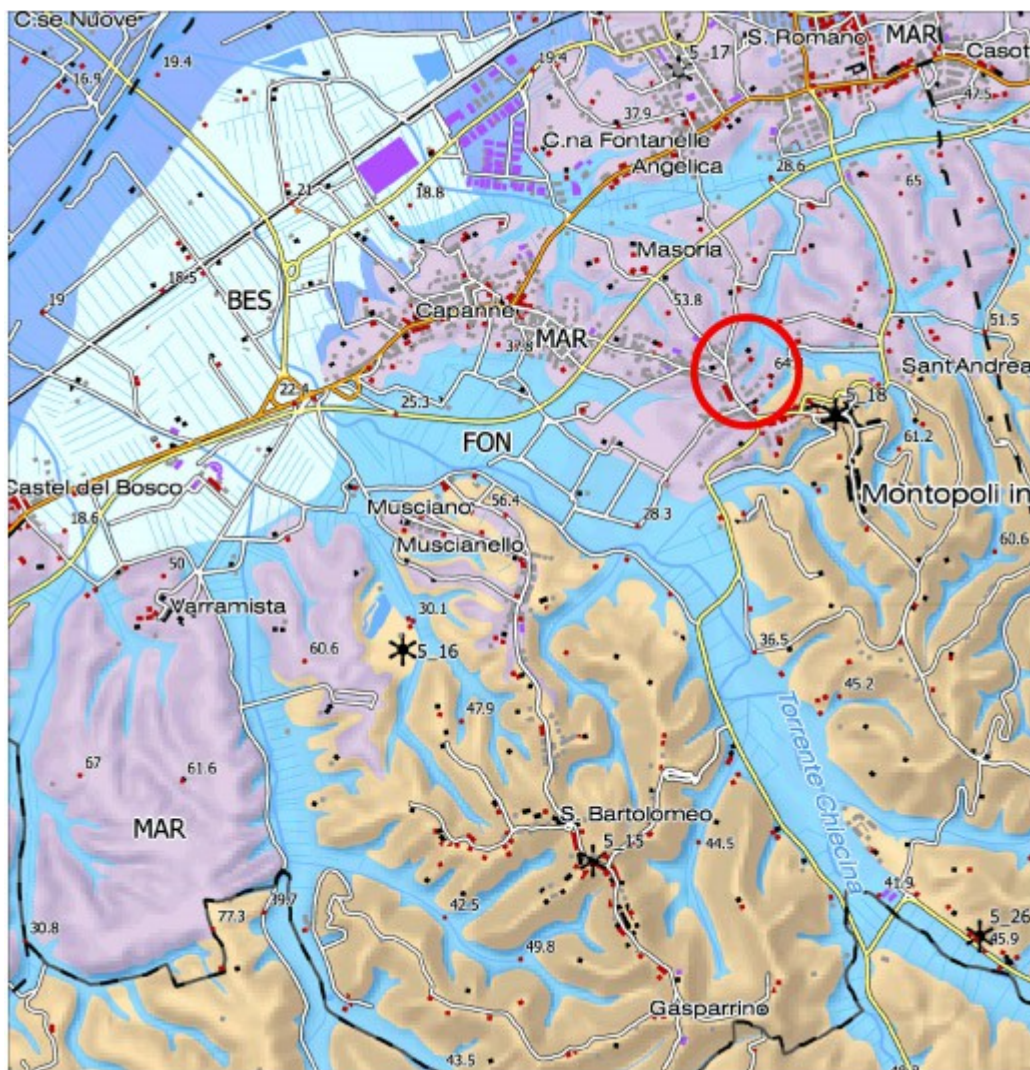 C.se Nuove
S. Romano
MAR
5_17
19.4
19.4
Casot
16.9
47.5
37.9
C.na Fontanelle
Angelica
28.6
21
18.8
65
Masoria
18.5
19
BES
53.8
Capanne
MAR
37.8
51.5
64
Sant'Andrea
22.4
5_18
25.3
61.2
FON
Castel del Bosco
Montopoli in
56.4
Musciano
18.6
28.3
Muscianello
60.6
50
Varramista
30.1
36.5
60.6
5_16
45.2
47.9
Torrente Chiecina
67
61.6
S. Bartolomeo
MAR
5_15
44.5
41.9
39.7
77.3
42.5
30.8
5_26
45.9
49.8
Gasparrino
43.5